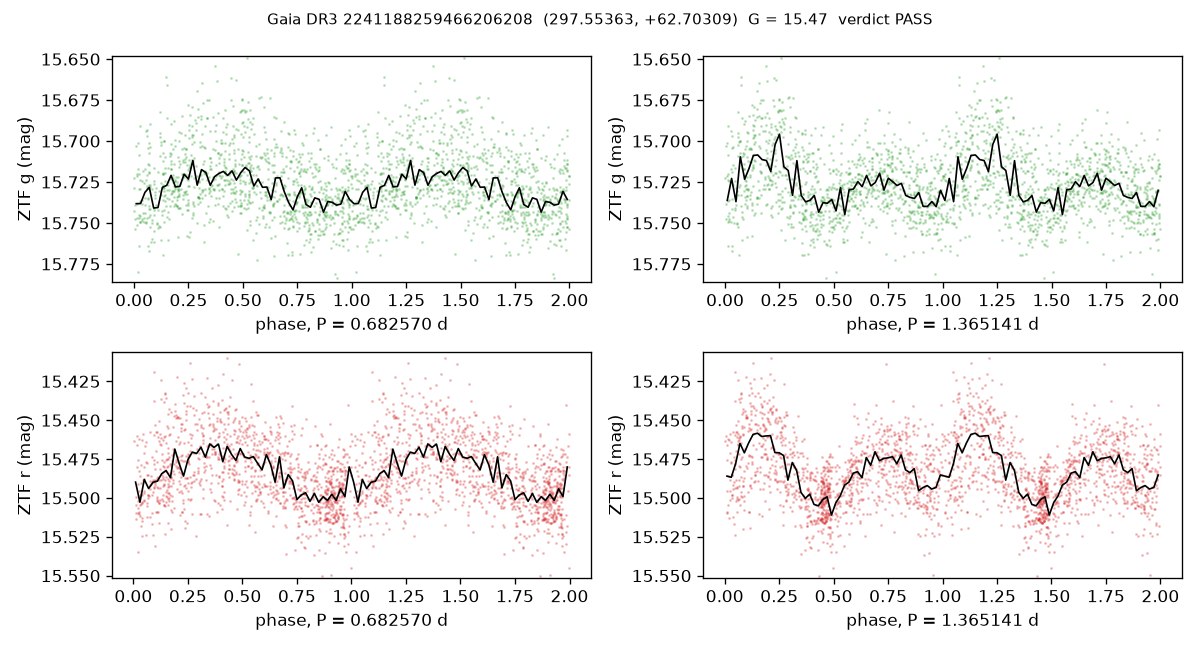 Gaia DR3 2241188259466206208  (297.55363, +62.70309)  G = 15.47  verdict PASS
ZTF g (mag)
15.650
15.675
15.700
15.725
15.750
15.775
0.00 0.25 0.50 0.75 1.00 1.25 1.50 1.75 2.00
phase, P = 0.682570 d
ZTF g (mag)
15.650
15.675
15.700
15.725
15.750
15.775
0.00 0.25 0.50 0.75 1.00 1.25 1.50 1.75 2.00
phase, P = 1.365141 d
ZTF r (mag)
15.425
15.450
15.475
15.500
15.525
15.550
0.00 0.25 0.50 0.75 1.00 1.25 1.50 1.75 2.00
phase, P = 0.682570 d
ZTF r (mag)
15.425
15.450
15.475
15.500
15.525
15.550
0.00 0.25 0.50 0.75 1.00 1.25 1.50 1.75 2.00
phase, P = 1.365141 d